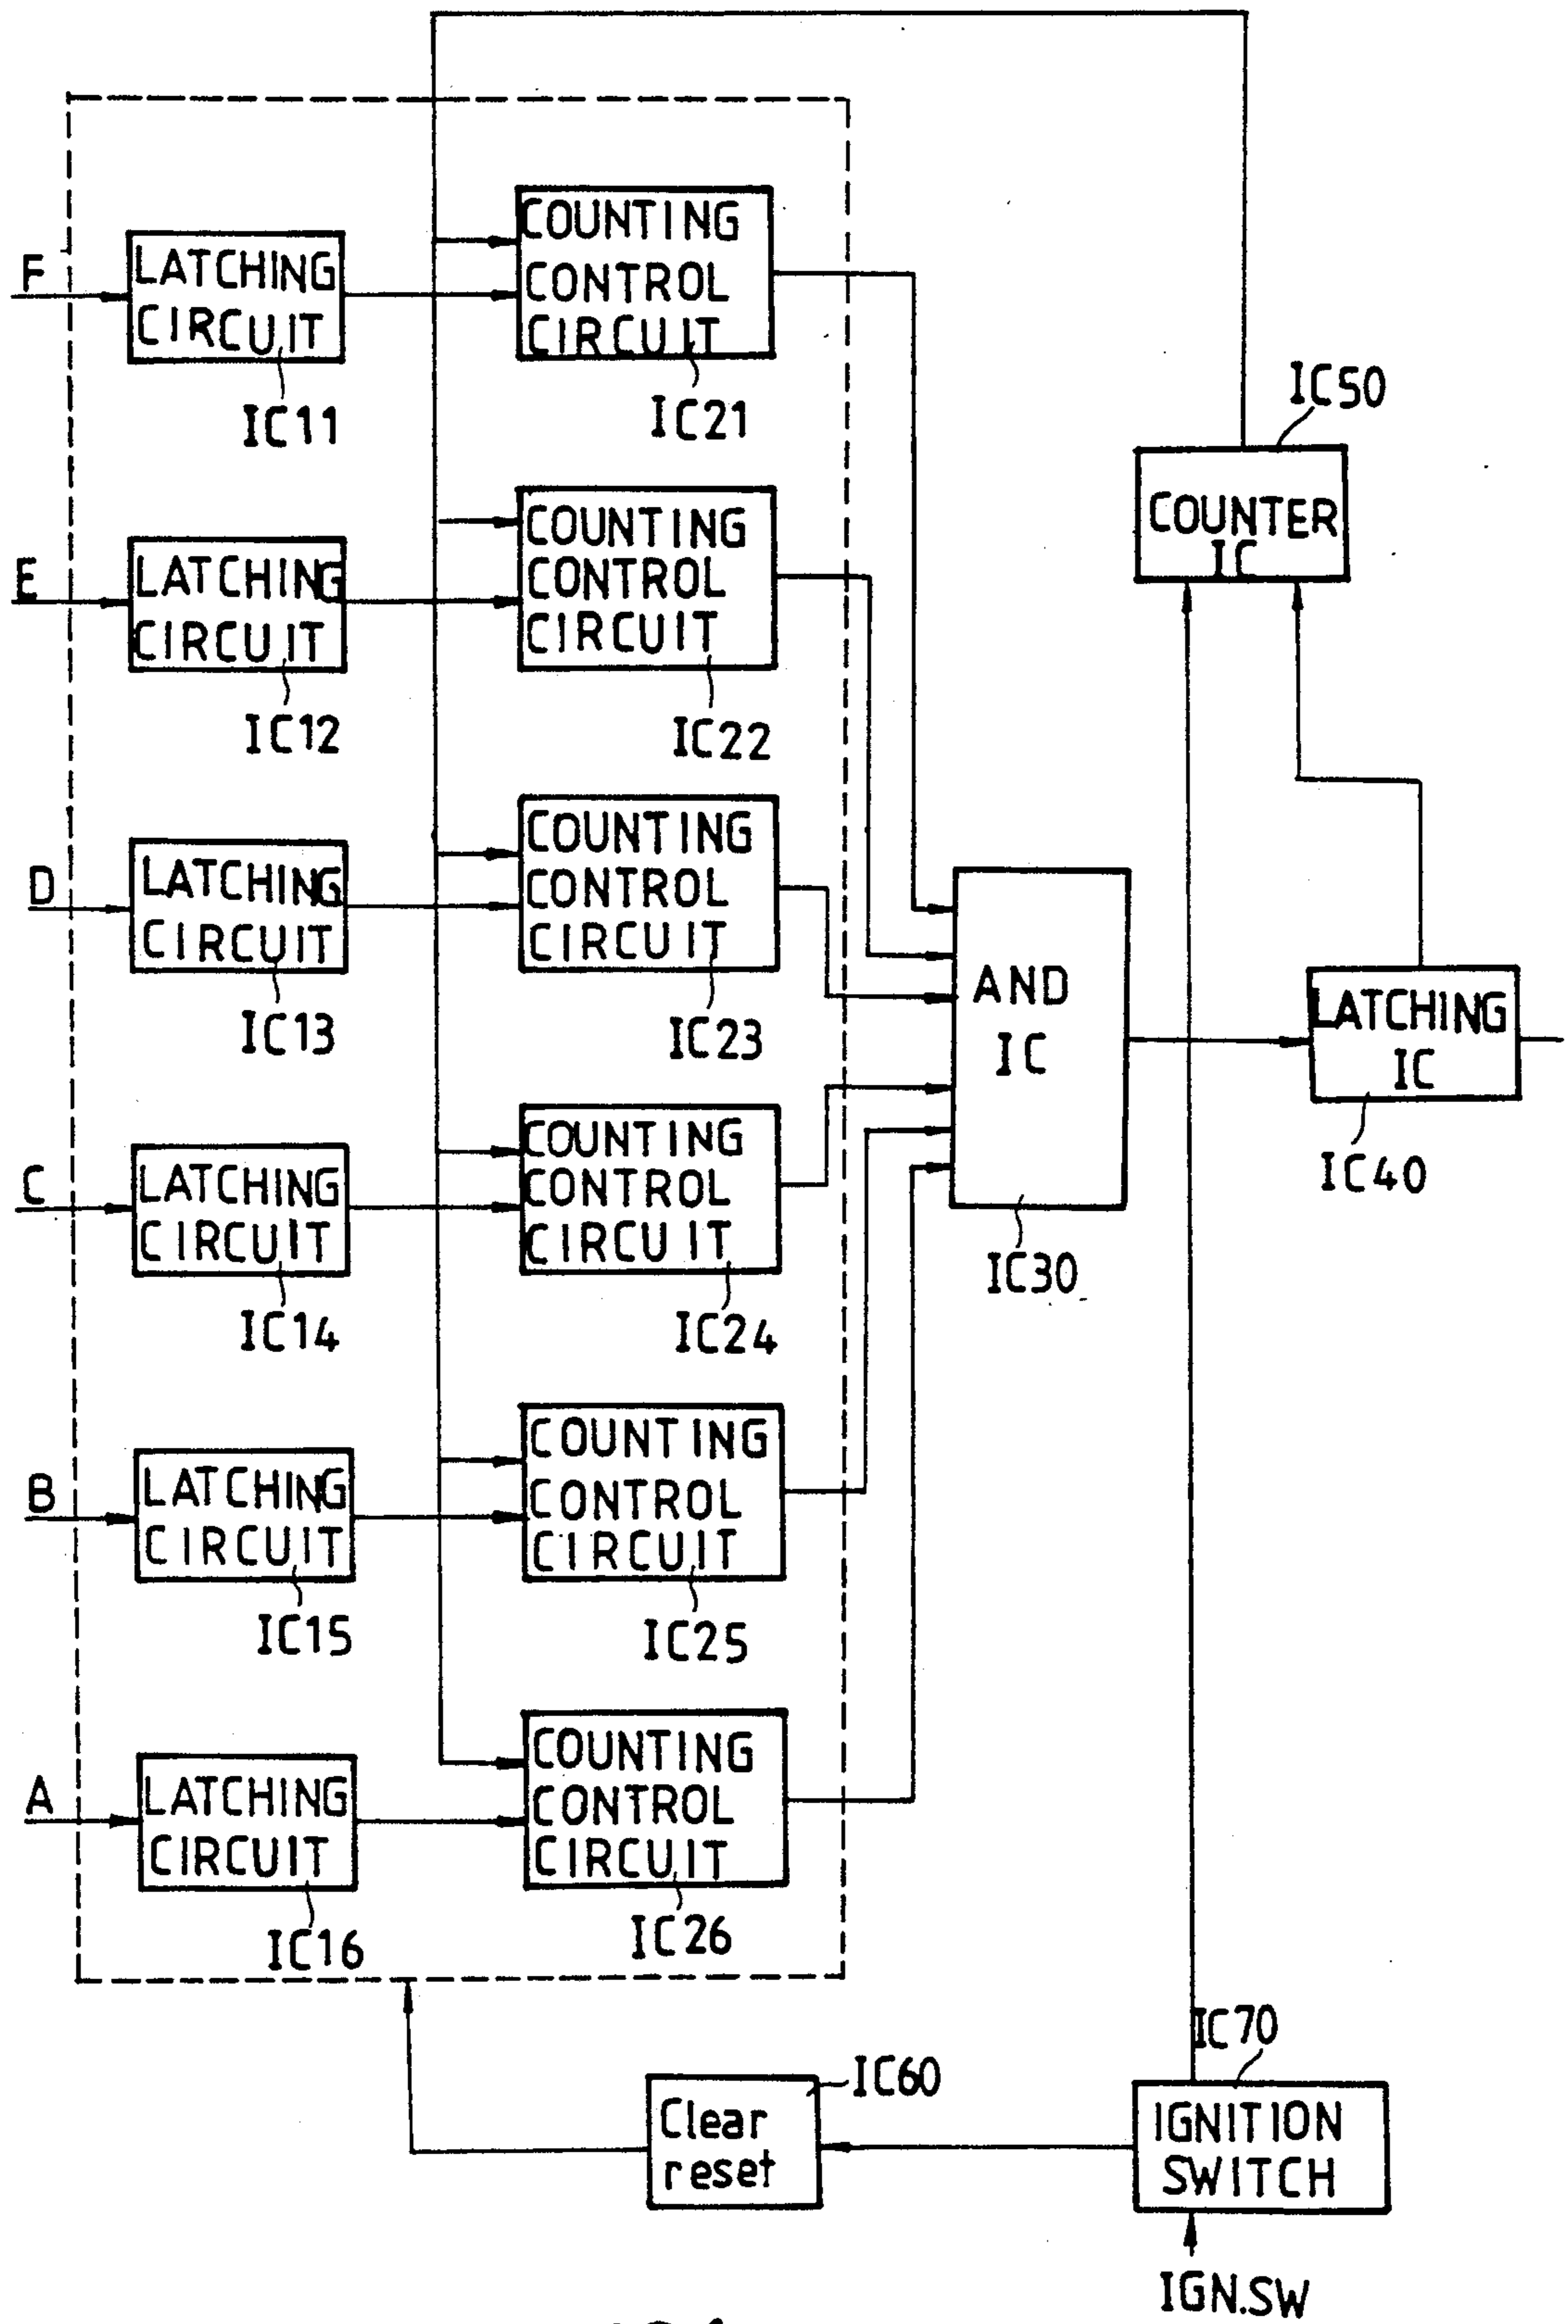 F
LATCHING
CIRCUIT
IC11
COUNTING
CONTROL
CIRCUIT
IC21
IC50
COUNTER
IC
E
LATCHING
CIRCUIT
IC12
COUNTING
CONTROL
CIRCUIT
IC22
D
LATCHING
CIRCUIT
IC13
COUNTING
CONTROL
CIRCUIT
IC23
AND
IC
IC30
LATCHING
IC
IC40
C
LATCHING
CIRCUIT
IC14
COUNTING
CONTROL
CIRCUIT
IC24
B
LATCHING
CIRCUIT
IC15
COUNTING
CONTROL
CIRCUIT
IC25
A
LATCHING
CIRCUIT
IC16
COUNTING
CONTROL
CIRCUIT
IC26
IC60
Clear
reset
IC70
IGNITION
SWITCH
IGN.SW